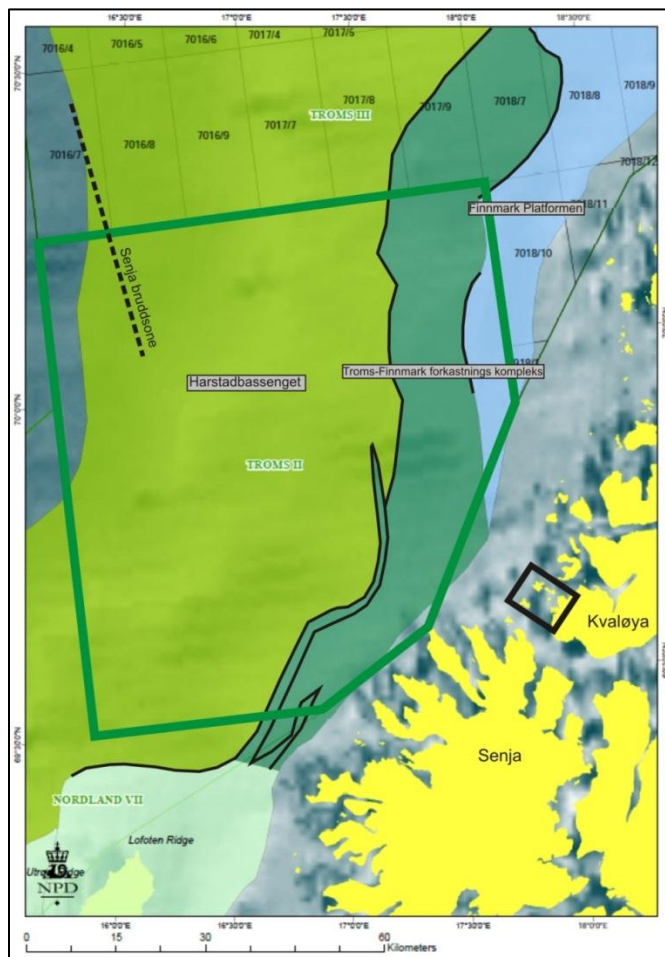 16°30'0"E 17°0'0"E 17°30'0"E 18°0'0"E 18°30'0"E
7016/4 7016/5 7016/6 7017/4 7017/5
70°30'0"N
7016/7 7016/8 7016/9 7017/7 7017/8 7017/9 7018/7 7018/8 7018/9
TROMS III
7018/12
Finnmark Platformen
7018/11
7018/10
Senja bruddsone
Harstadbassenget
Troms-Finnmark forkastnings kompleks
70°0'0"N
TROMS II
Kvaløya
Senja
69°30'0"N
NORDLAND VII
Lofoten Ridge
NPD
16°0'0"E 16°30'0"E 17°0'0"E 17°30'0"E 18°0'0"E
0 15 30 60
Kilometers